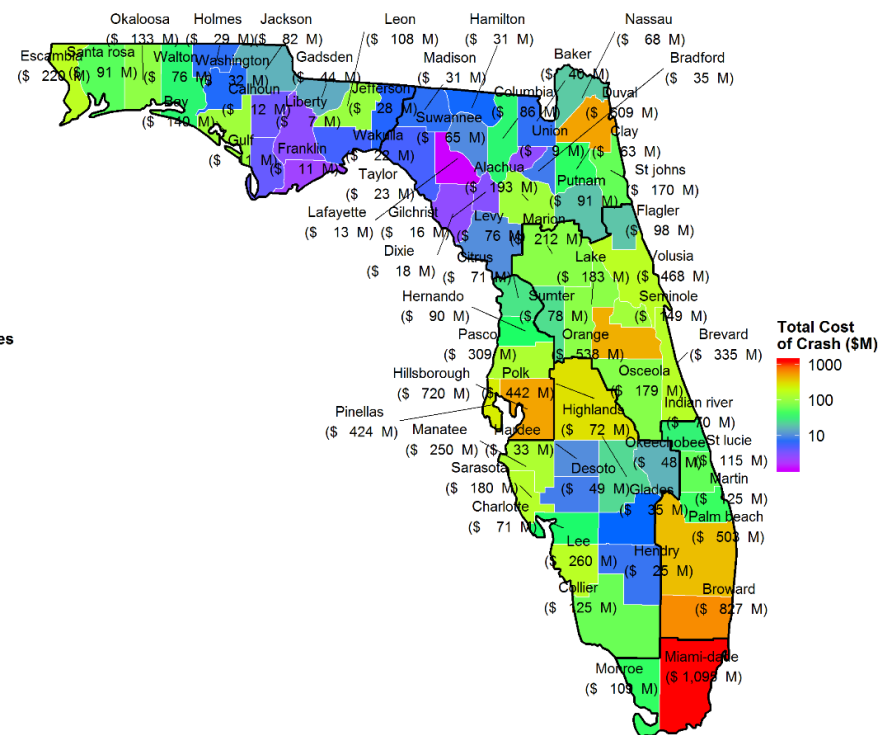 Okaloosa
($ 133 M)
Holmes
($ 29 M)
Jackson
($ 82 M)
Leon
($ 108 M)
Hamilton
($ 31 M)
Nassau
($ 68 M)
Escambia
($ 220 M)
Santa rosa
($ 91 M)
Walton
($ 76 M)
Washington
($ 32 M)
Gadsden
($ 44 M)
Madison
($ 31 M)
Baker
($ 40 M)
Bradford
($ 35 M)
Bay
($ 140 M)
Calhoun
($ 12 M)
Liberty
($ 7 M)
Jefferson
($ 28 M)
Suwannee
($ 65 M)
Columbia
($ 86 M)
Duval
($ 609 M)
Gulf
Franklin
($ 11 M)
Wakulla
($ 22 M)
Union
($ 9 M)
Clay
($ 63 M)
Taylor
($ 23 M)
Alachua
($ 193 M)
Putnam
($ 91 M)
St johns
($ 170 M)
Lafayette
($ 13 M)
Gilchrist
($ 16 M)
Levy
($ 76 M)
Marion
($ 212 M)
Flagler
($ 98 M)
Dixie
($ 18 M)
Citrus
($ 71 M)
Lake
($ 183 M)
Volusia
($ 468 M)
Hernando
($ 90 M)
Sumter
($ 78 M)
Seminole
($ 149 M)
es
Pasco
($ 309 M)
Orange
($ 538 M)
Brevard
($ 335 M)
Total Cost
of Crash ($M)
1000
100
10
Hillsborough
($ 720 M)
Polk
($ 442 M)
Osceola
($ 179 M)
Pinellas
($ 424 M)
Highlands
($ 72 M)
Indian river
($ 70 M)
Manatee
($ 250 M)
Hardee
($ 33 M)
Okeechobee
($ 48 M)
St lucie
($ 115 M)
Sarasota
($ 180 M)
Desoto
($ 49 M)
Glades
($ 35 M)
Martin
($ 125 M)
Charlotte
($ 71 M)
Palm beach
($ 503 M)
Lee
($ 260 M)
Hendry
($ 25 M)
Collier
($ 125 M)
Broward
($ 827 M)
Monroe
($ 109 M)
Miami-dade